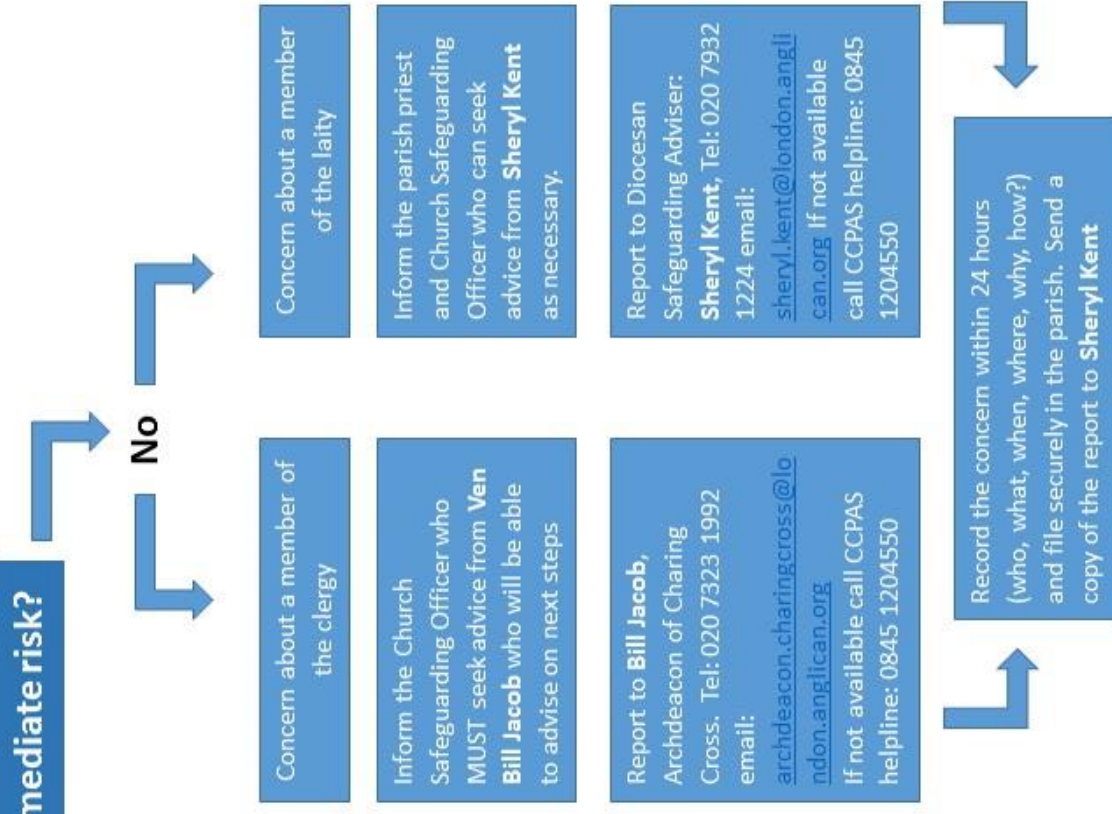 mediate risk?
No
Concern about a member of
the clergy
Inform the Church
Safeguarding Officer who
MUST seek advice from Ven
Bill Jacob who will be able
to advise on next steps
Report to Bill Jacob,
Archdeacon of Charing
Cross. Tel: 020 7323 1992
email:
archdeacon.charingcross@lo
ndon.anglican.org
If not available call CCPAS
helpline: 0845 1204550
Concern about a member
of the laity
Inform the parish priest
and Church Safeguarding
Officer who can seek
advice from Sheryl Kent
as necessary.
Report to Diocesan
Safeguarding Adviser:
Sheryl Kent, Tel: 020 7932
1224 email:
sheryl.kent@london.angli
can.org If not available
call CCPAS helpline: 0845
1204550
Record the concern within 24 hours
(who, what, when, where, why, how?)
and file securely in the parish. Send a
copy of the report to Sheryl Kent